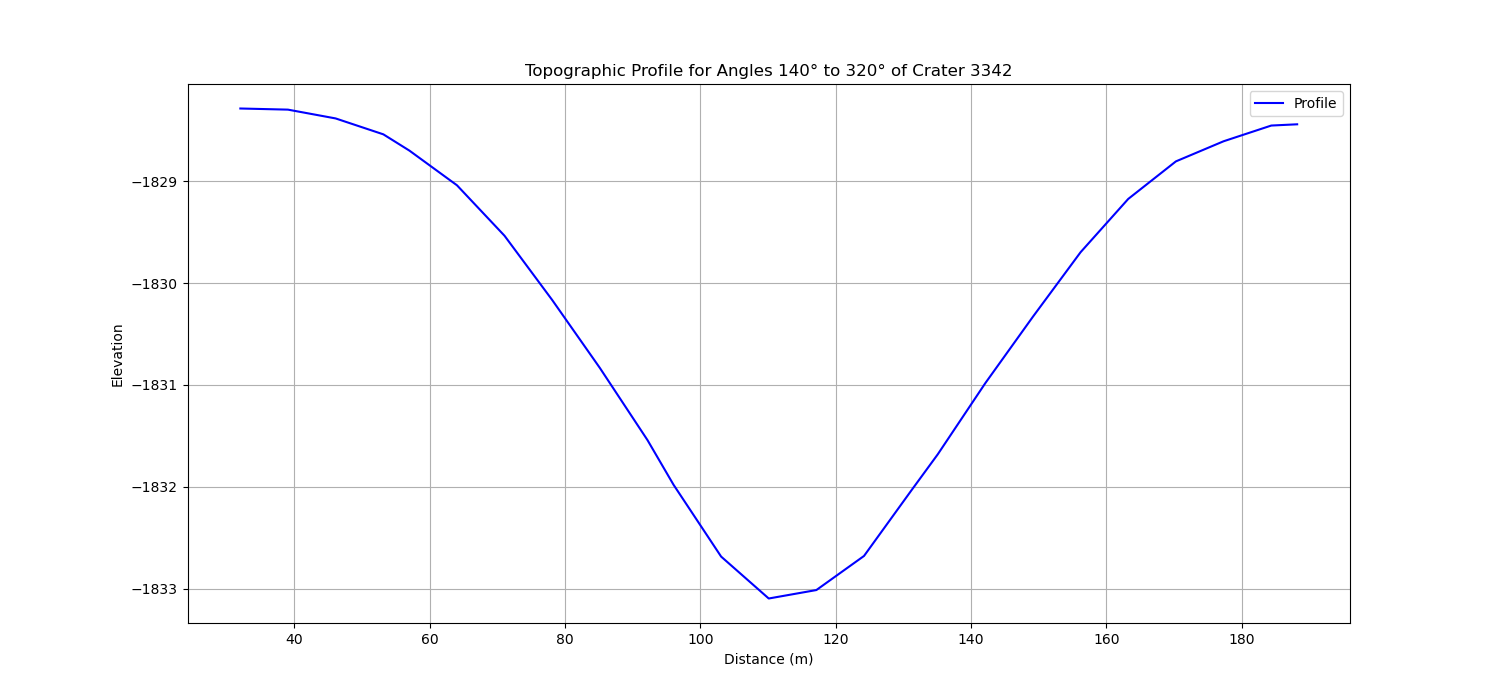 Topographic Profile for Angles 140° to 320° of Crater 3342
Profile
Elevation
−1829
−1830
−1831
−1832
−1833
40 60 80 100 120 140 160 180
Distance (m)